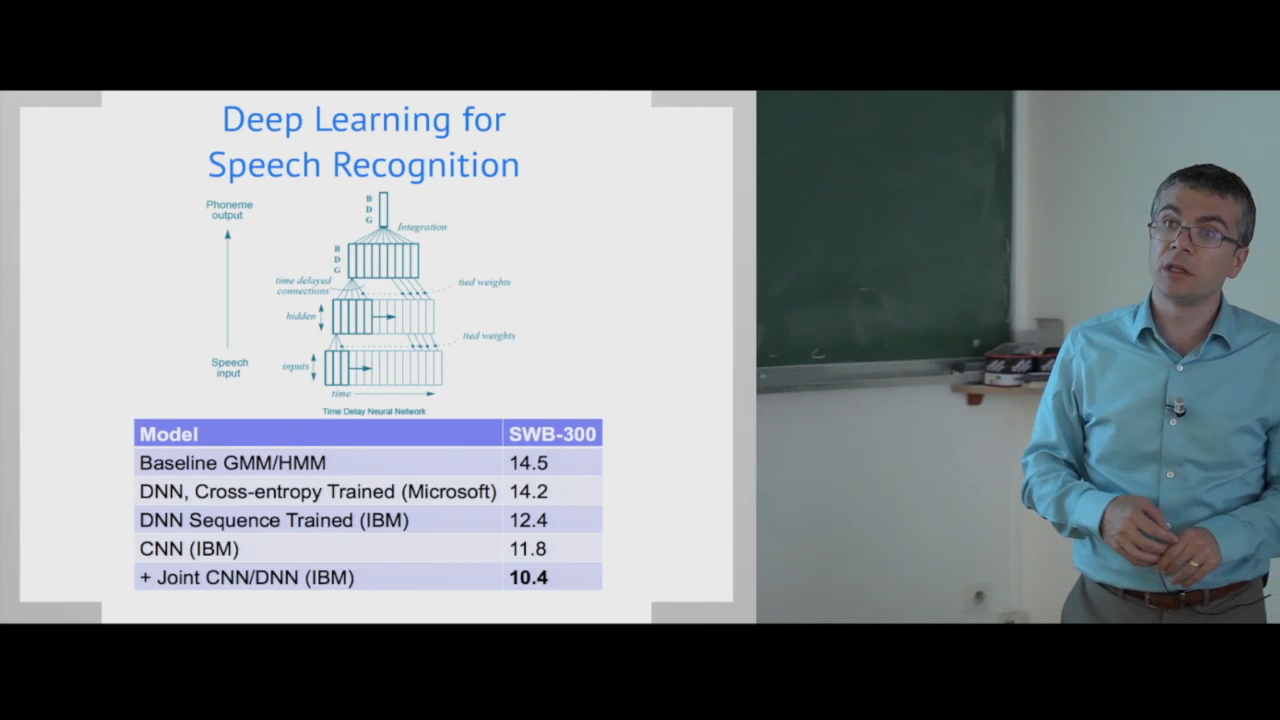 Deep Learning for
Speech Recognition
Phoneme
output
B
D
G
Integration
B
D
G
time delayed
connections
tied weights
hidden
tied weights
Speech
input
inputs
time
Time Delay Neural Network
Model SWB-300
Baseline GMM/HMM 14.5
DNN, Cross-entropy Trained (Microsoft) 14.2
DNN Sequence Trained (IBM) 12.4
CNN (IBM) 11.8
+ Joint CNN/DNN (IBM) 10.4